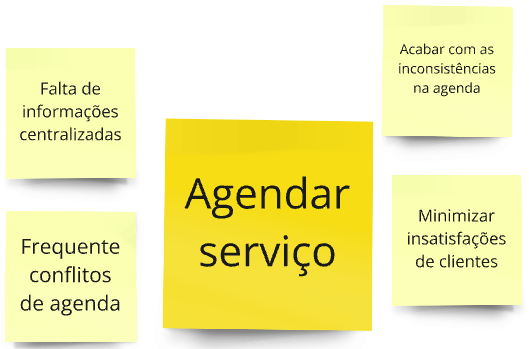 Falta de
informações
centralizadas
Frequente
conflitos
de agenda
Agendar
serviço
Acabar com as
inconsistências
na agenda
Minimizar
insatisfações
de clientes